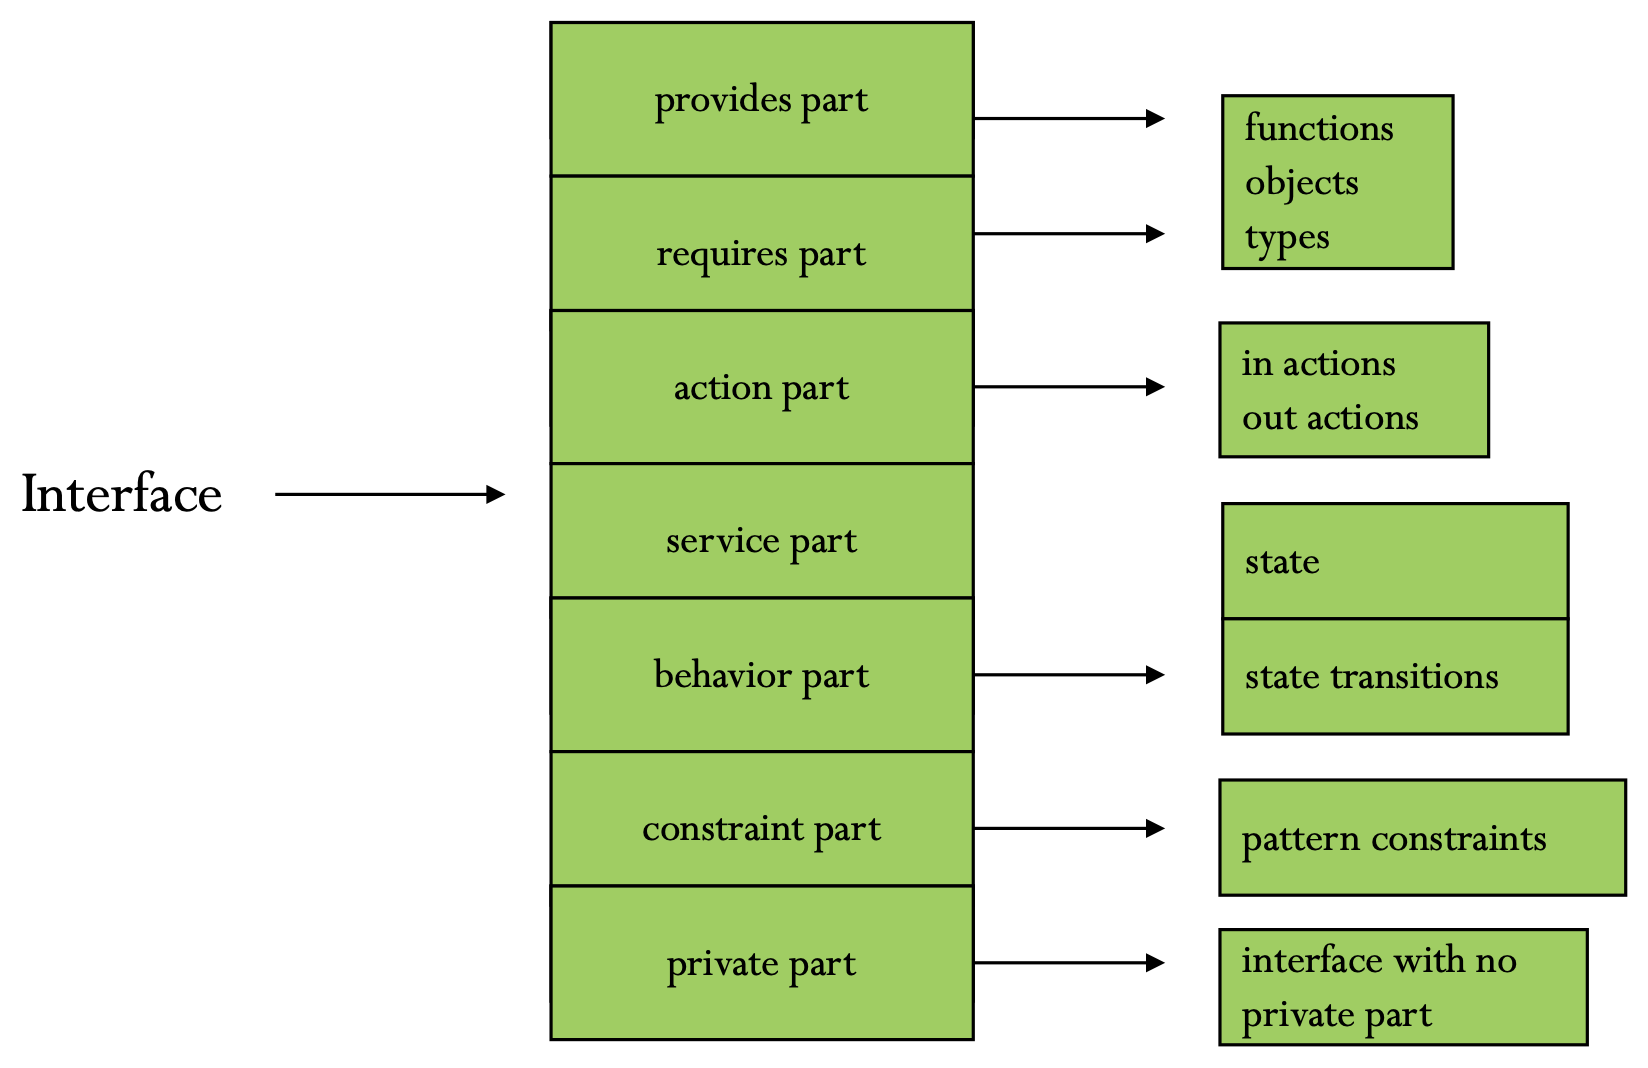 Interface
provides part
requires part
action part
service part
behavior part
constraint part
private part
functions
objects
types
in actions
out actions
state
state transitions
pattern constraints
interface with no
private part